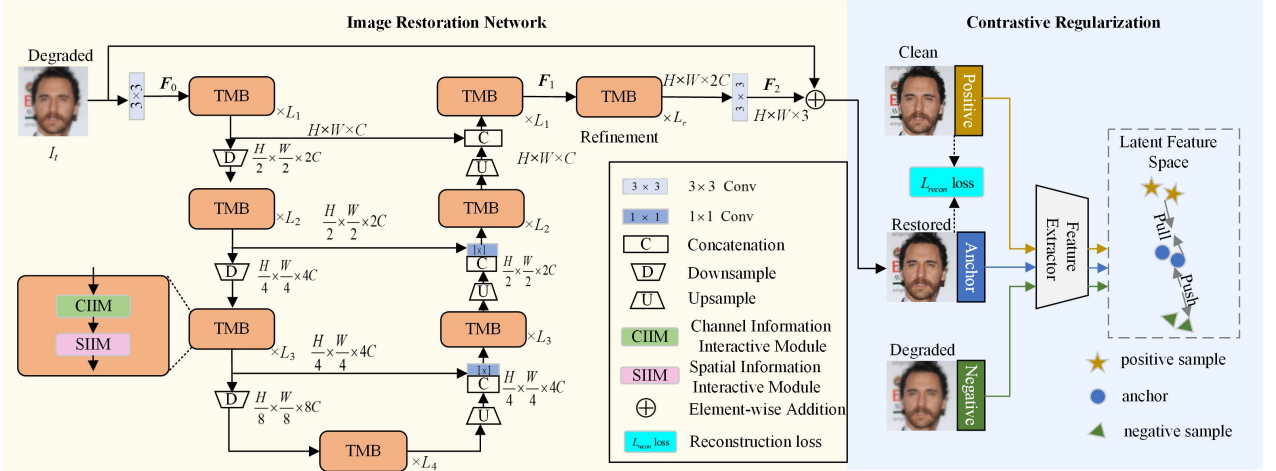 Image Restoration Network
Contrastive Regularization
Degraded
I_t
3×3
F_0
TMB
×L_1
D
H/2 × W/2 × 2C
TMB
×L_2
D
H/4 × W/4 × 4C
TMB
×L_3
D
H/8 × W/8 × 8C
TMB
×L_4
CIIM
SIIM
H×W×C
H/2 × W/2 × 2C
H/4 × W/4 × 4C
U
C
1×1
H/4 × W/4 × 4C
TMB
×L_3
U
C
1×1
H/2 × W/2 × 2C
TMB
×L_2
U
H×W×C
C
TMB
×L_1
F_1
TMB
×L_r
Refinement
H×W×2C
3×3
F_2
H×W×3
3 × 3
3×3 Conv
1 × 1
1×1 Conv
C
Concatenation
D
Downsample
U
Upsample
CIIM
Channel Information
Interactive Module
SIIM
Spatial Information
Interactive Module
Element-wise Addition
L_recon loss
Reconstruction loss
Clean
Positive
L_recon loss
Restored
Anchor
Degraded
Negative
Feature
Extractor
Latent Feature
Space
Pull
Push
positive sample
anchor
negative sample